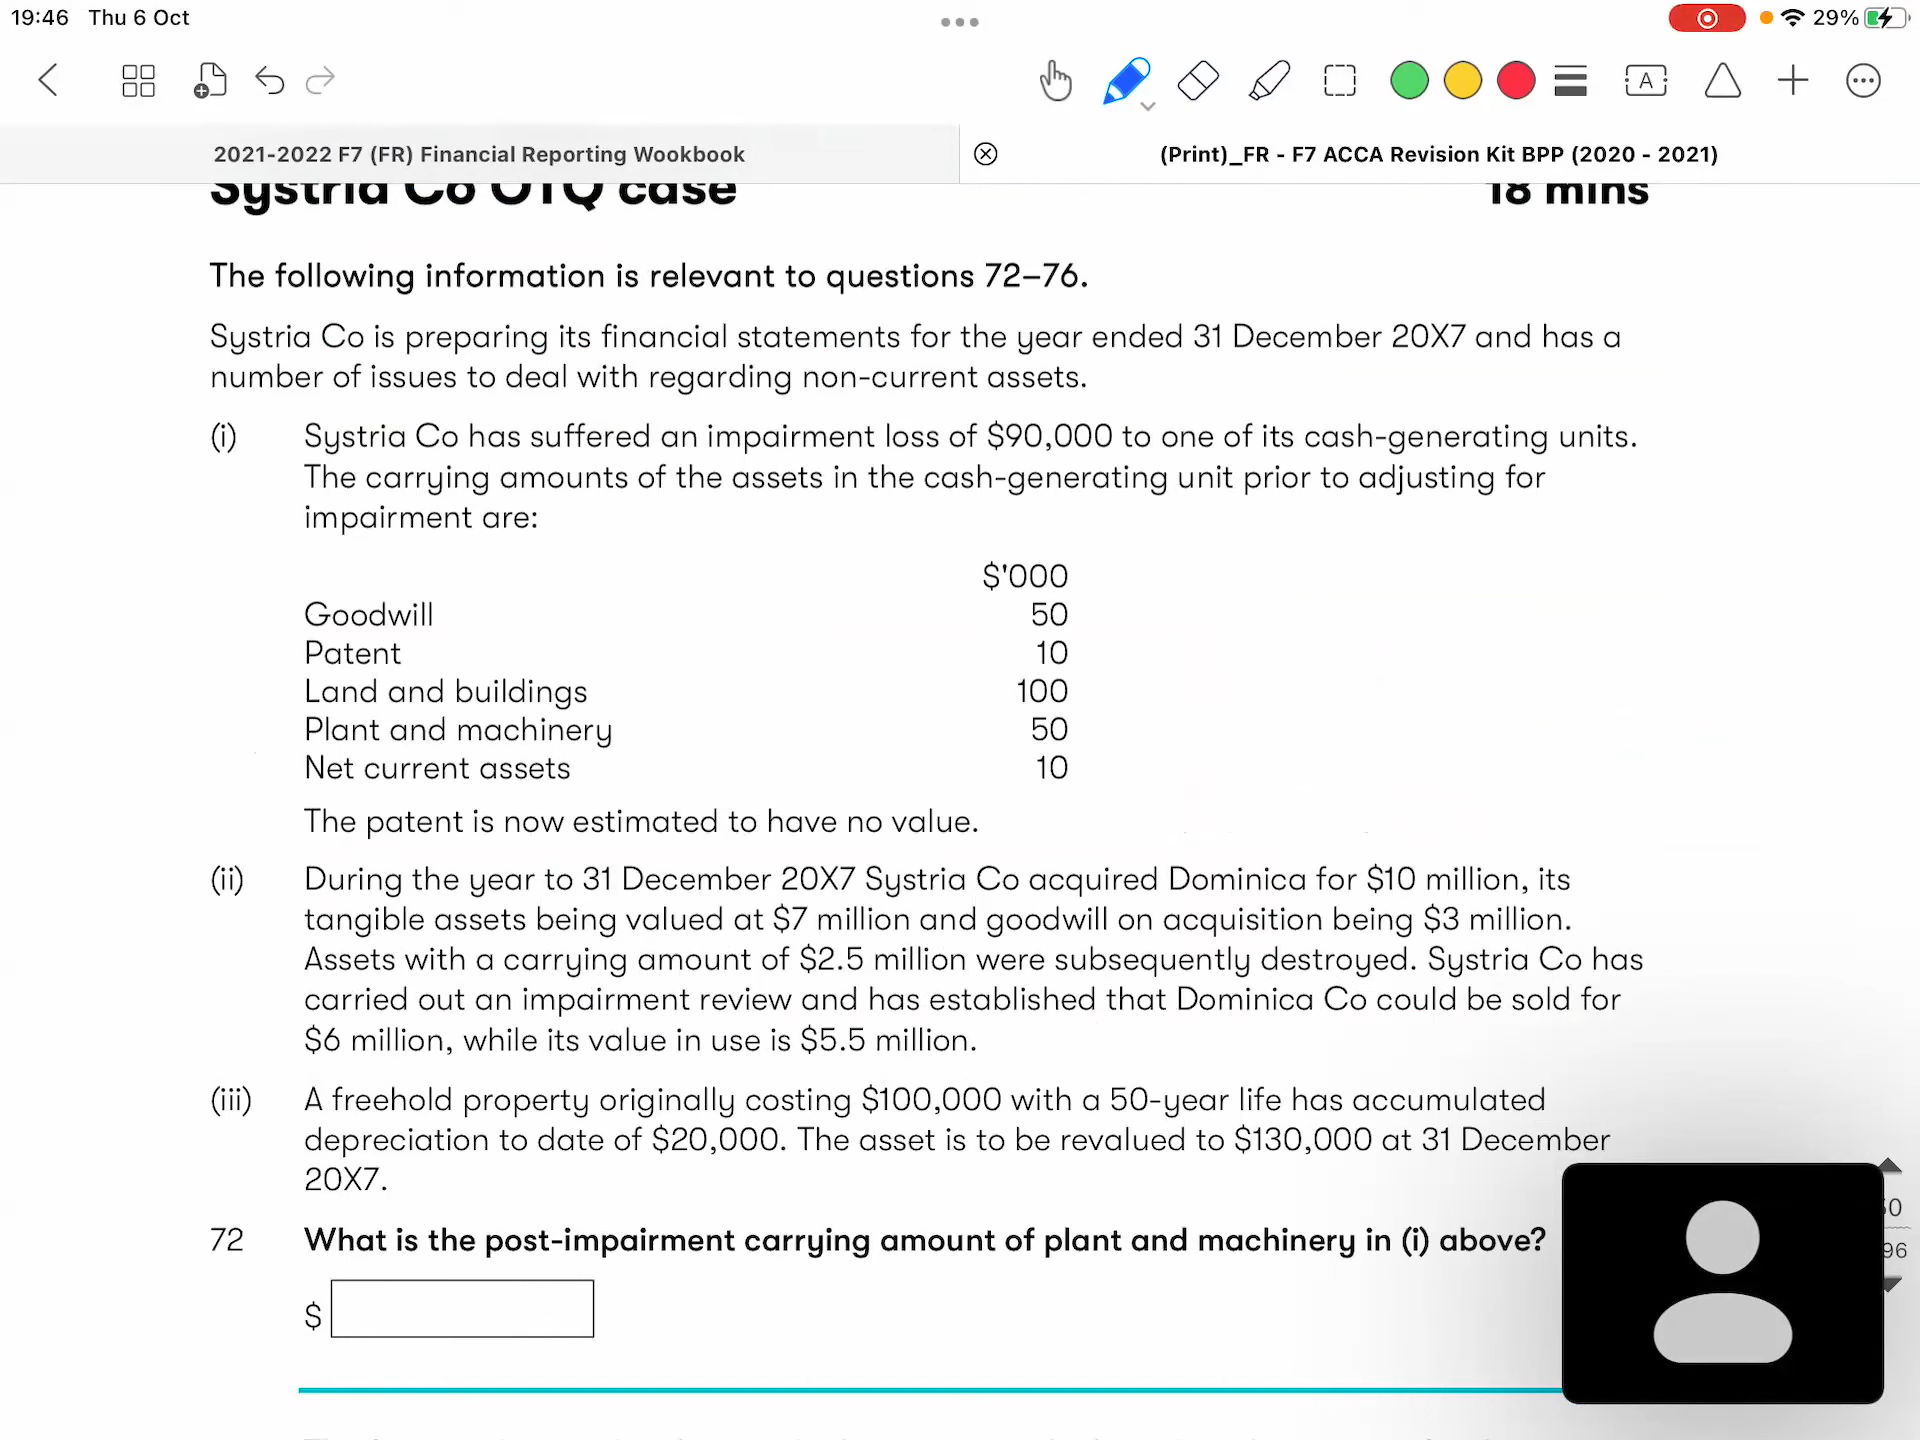 19:46 Thu 6 Oct
29%
A
2021-2022 F7 (FR) Financial Reporting Wookbook
(Print)_FR - F7 ACCA Revision Kit BPP (2020 - 2021)
Systria Co OTQ case 18 mins
The following information is relevant to questions 72–76.
Systria Co is preparing its financial statements for the year ended 31 December 20X7 and has a
number of issues to deal with regarding non-current assets.
(i) Systria Co has suffered an impairment loss of $90,000 to one of its cash-generating units.
The carrying amounts of the assets in the cash-generating unit prior to adjusting for
impairment are:
$'000
Goodwill 50
Patent 10
Land and buildings 100
Plant and machinery 50
Net current assets 10
The patent is now estimated to have no value.
(ii) During the year to 31 December 20X7 Systria Co acquired Dominica for $10 million, its
tangible assets being valued at $7 million and goodwill on acquisition being $3 million.
Assets with a carrying amount of $2.5 million were subsequently destroyed. Systria Co has
carried out an impairment review and has established that Dominica Co could be sold for
$6 million, while its value in use is $5.5 million.
(iii) A freehold property originally costing $100,000 with a 50-year life has accumulated
depreciation to date of $20,000. The asset is to be revalued to $130,000 at 31 December
20X7.
72 What is the post-impairment carrying amount of plant and machinery in (i) above?
$